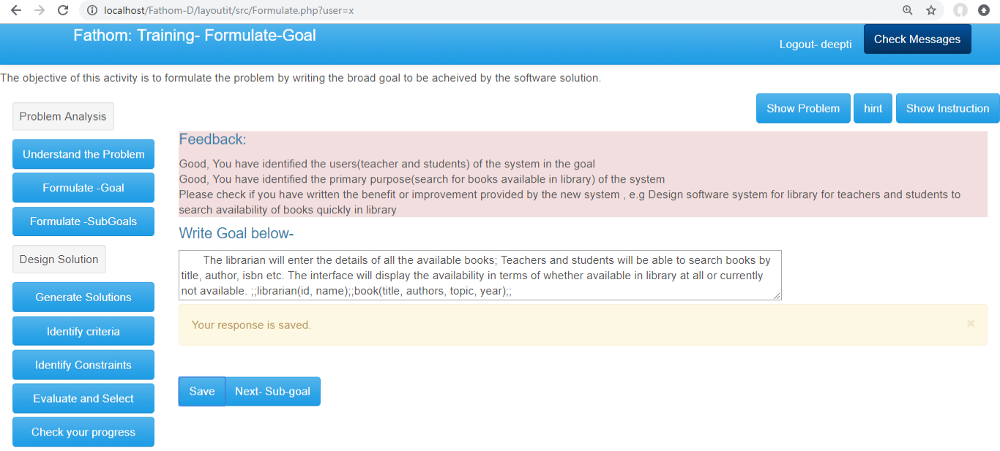 localhost/Fathom-D/layoutit/src/Formulate.php?user=x
Fathom: Training- Formulate-Goal
Logout- deepti
Check Messages
The objective of this activity is to formulate the problem by writing the broad goal to be acheived by the software solution.
Show Problem
hint
Show Instruction
Problem Analysis
Understand the Problem
Formulate -Goal
Formulate -SubGoals
Design Solution
Generate Solutions
Identify criteria
Identify Constraints
Evaluate and Select
Check your progress
Feedback:
Good, You have identified the users(teacher and students) of the system in the goal
Good, You have identified the primary purpose(search for books available in library) of the system
Please check if you have written the benefit or improvement provided by the new system , e.g Design software system for library for teachers and students to
search availability of books quickly in library
Write Goal below-
The librarian will enter the details of all the available books; Teachers and students will be able to search books by
title, author, isbn etc. The interface will display the availability in terms of whether available in library at all or currently
not available. ;;librarian(id, name);;book(title, authors, topic, year);;
Your response is saved.
×
Save
Next- Sub-goal